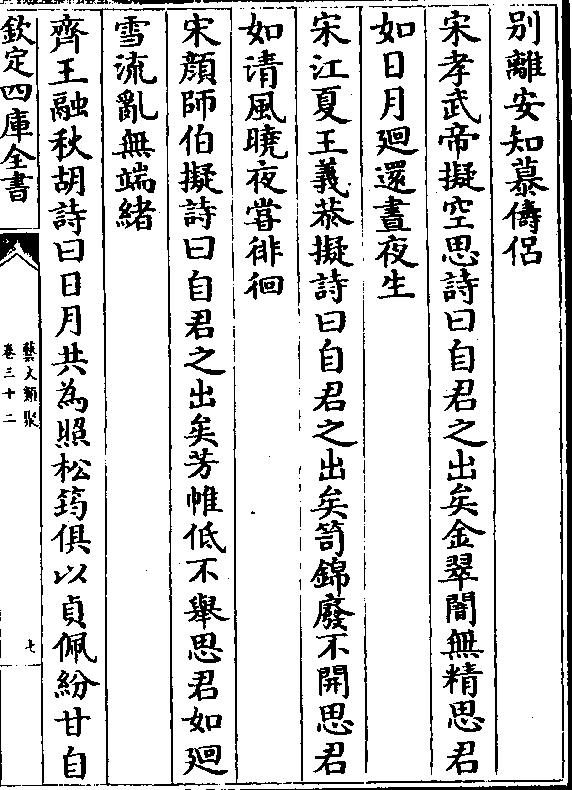 別離安知慕儔侣
宋孝武帝擬空思詩曰自君之出矣金翠闇無精思君
如日月廻還晝夜生
宋江夏王義恭擬詩曰自君之出矣笥錦廢不開思君
如清風曉夜嘗徘徊
宋顔師伯擬詩曰自君之出矣芳帷低不舉思君如廻
雪流亂無端緒
齊王融秋胡詩曰日月共為照松筠俱以貞佩紛甘自
欽定四庫全書
藝文類聚
卷三十二
七